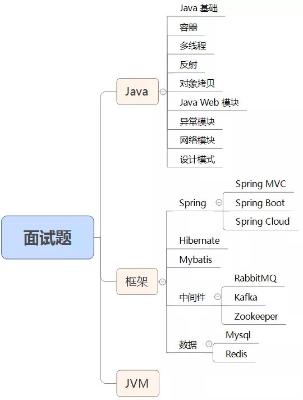 面试题
Java
Java 基础
容器
多线程
反射
对象拷贝
Java Web 模块
异常模块
网络模块
设计模式
框架
Spring
Spring MVC
Spring Boot
Spring Cloud
Hibernate
Mybatis
中间件
RabbitMQ
Kafka
Zookeeper
数据
Mysql
Redis
JVM